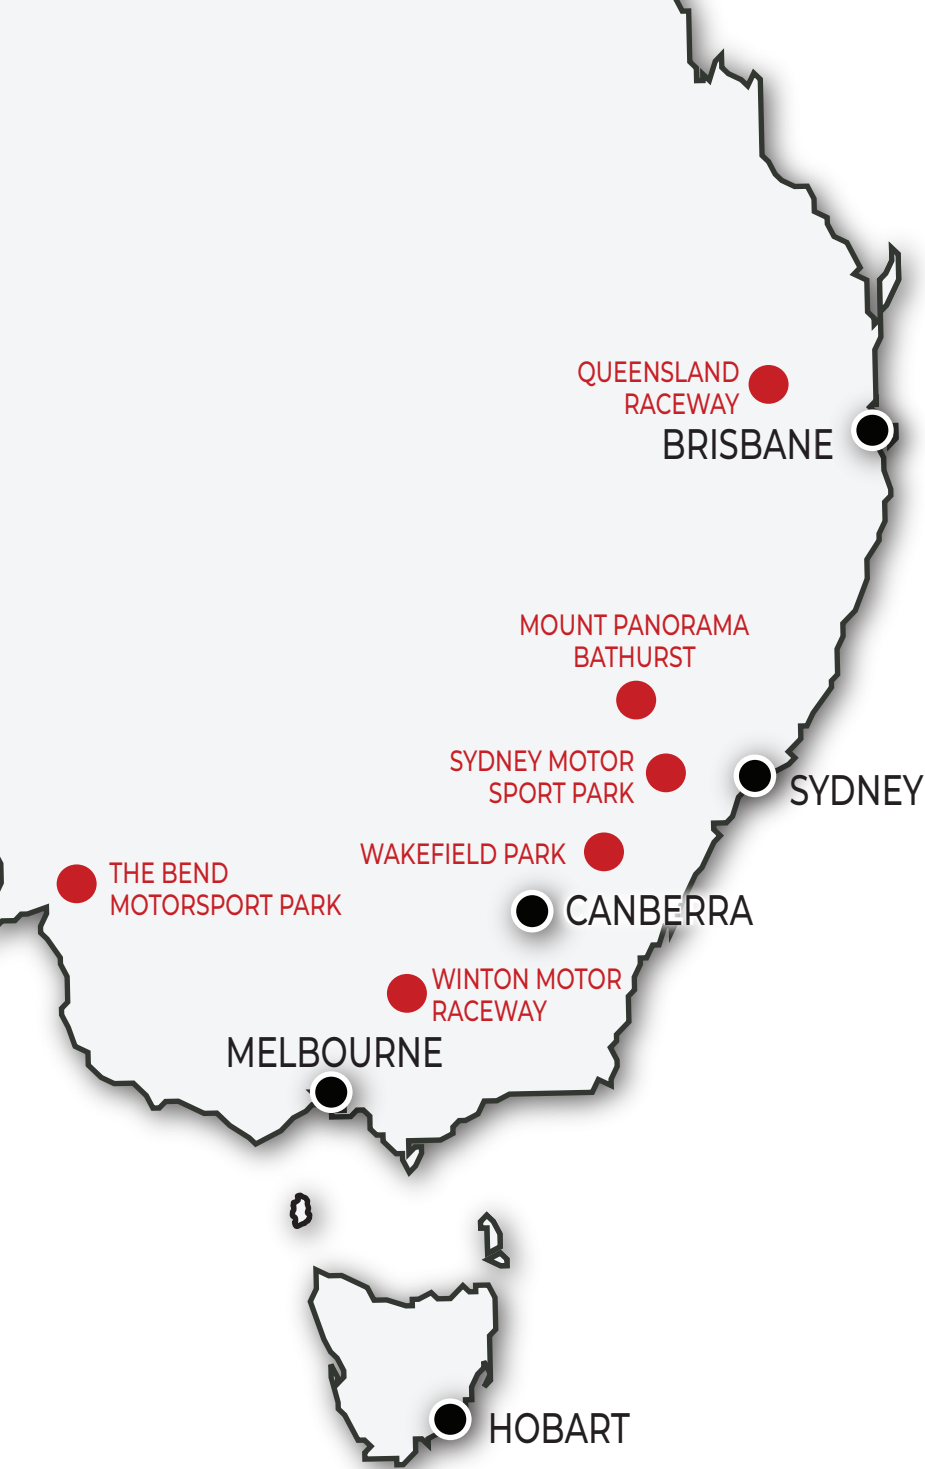 QUEENSLAND
RACEWAY
BRISBANE
MOUNT PANORAMA
BATHURST
SYDNEY MOTOR
SPORT PARK
SYDNEY
WAKEFIELD PARK
THE BEND
MOTORSPORT PARK
CANBERRA
WINTON MOTOR
RACEWAY
MELBOURNE
HOBART